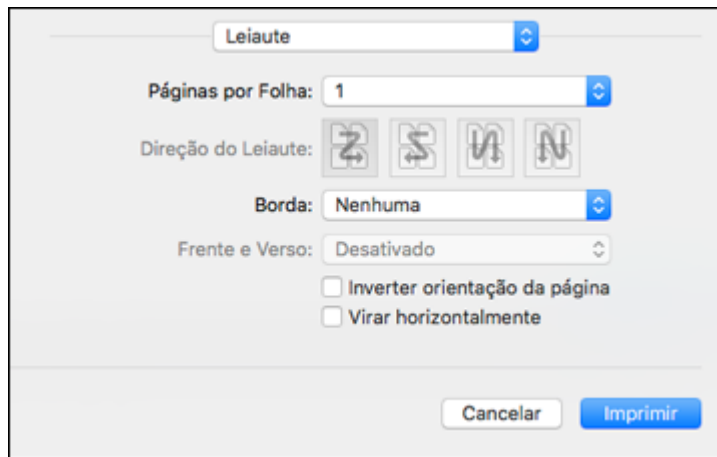 Leiaute
Páginas por Folha: 1
Direção do Leiaute:
Borda: Nenhuma
Frente e Verso: Desativado
Inverter orientação da página
Virar horizontalmente
Cancelar Imprimir